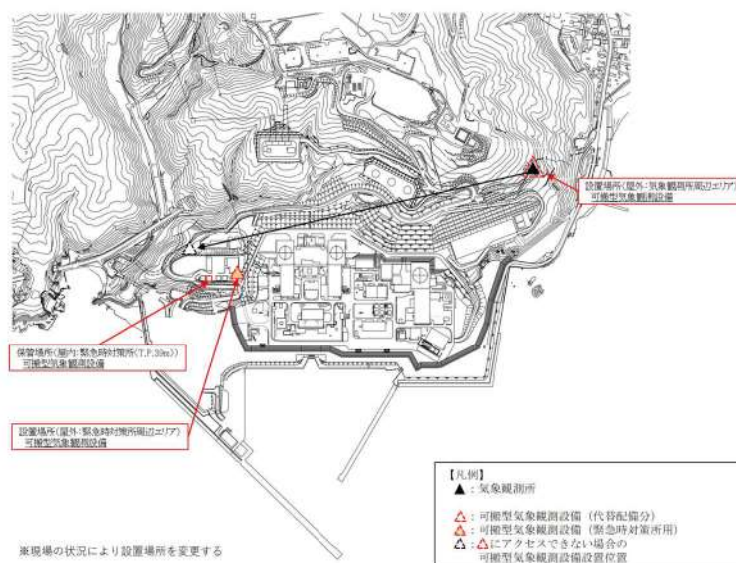 設置場所(屋外:気象観測所周辺エリア)
可搬型気象観測設備
保管場所(屋内:緊急時対策所(T.P.39m))
可搬型気象観測設備
設置場所(屋外:緊急時対策所周辺エリア)
可搬型気象観測設備
【凡例】
▲:気象観測所
△:可搬型気象観測設備(代替配備分)
△:可搬型気象観測設備(緊急時対策所用)
△:△にアクセスできない場合の
可搬型気象観測設備設置位置
※現場の状況により設置場所を変更する